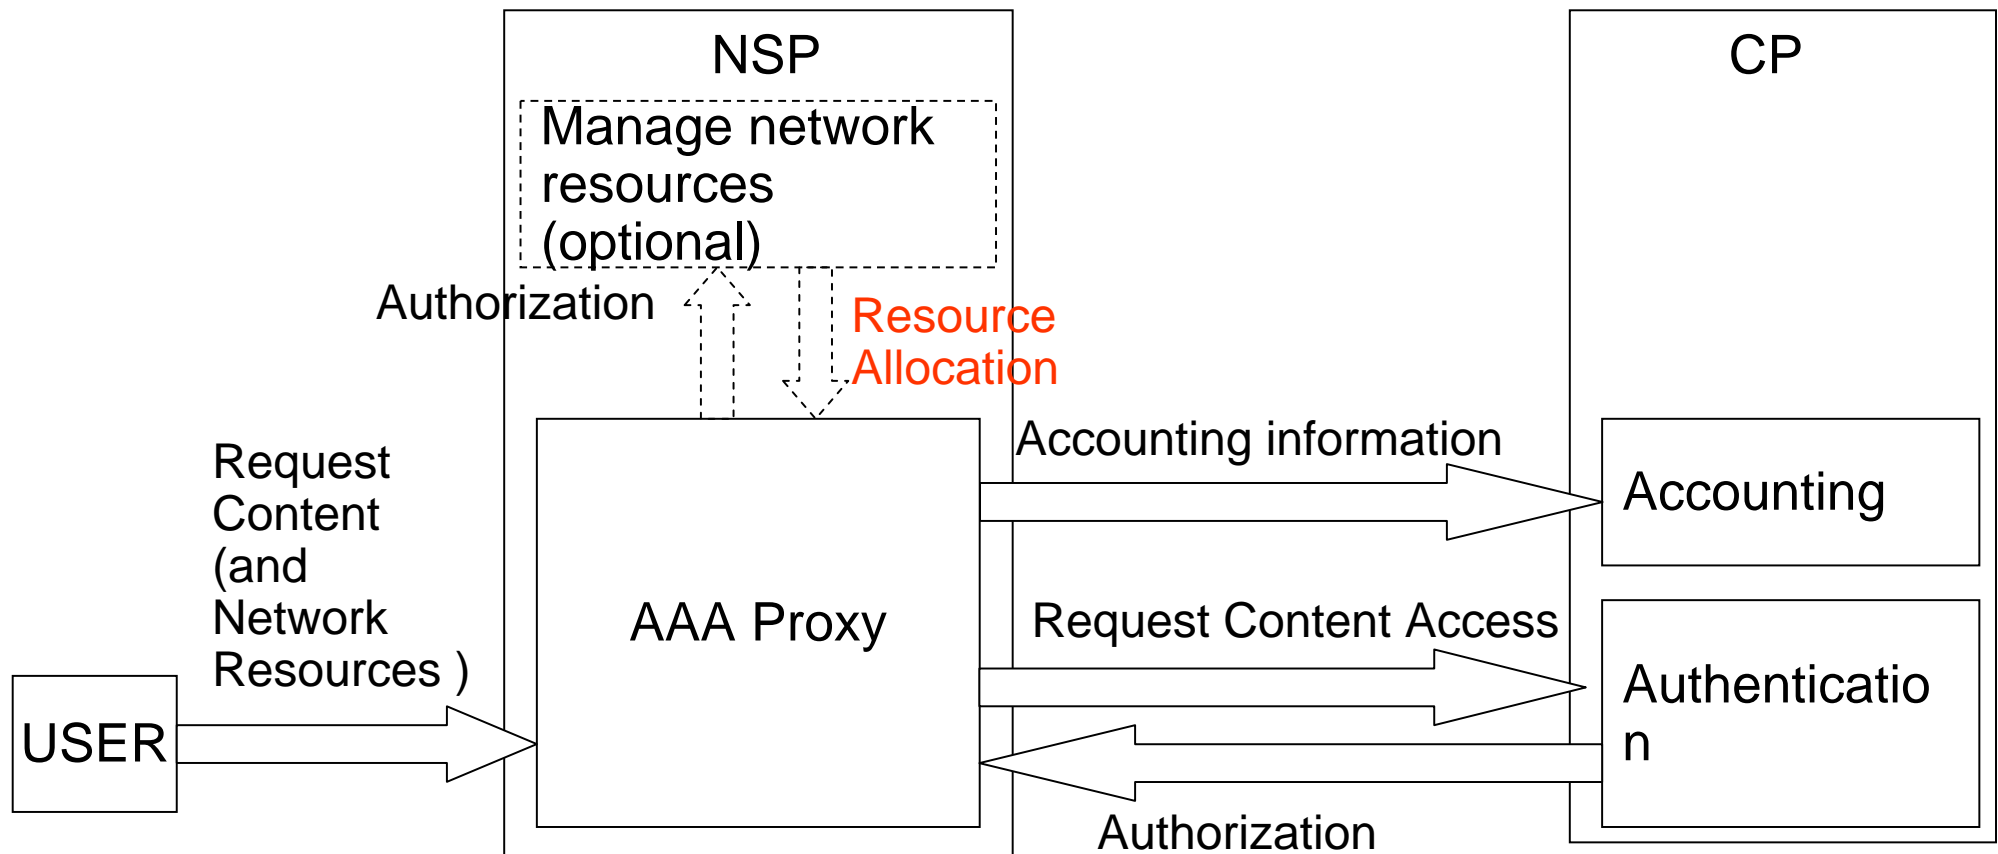 NSP
CP
Manage network
resources
(optional)
Authorization
Resource
Allocation
Request
Content
(and
Network
Resources )
Accounting information
Accounting
AAA Proxy
Request Content Access
USER
Authenticatio
n
Authorization